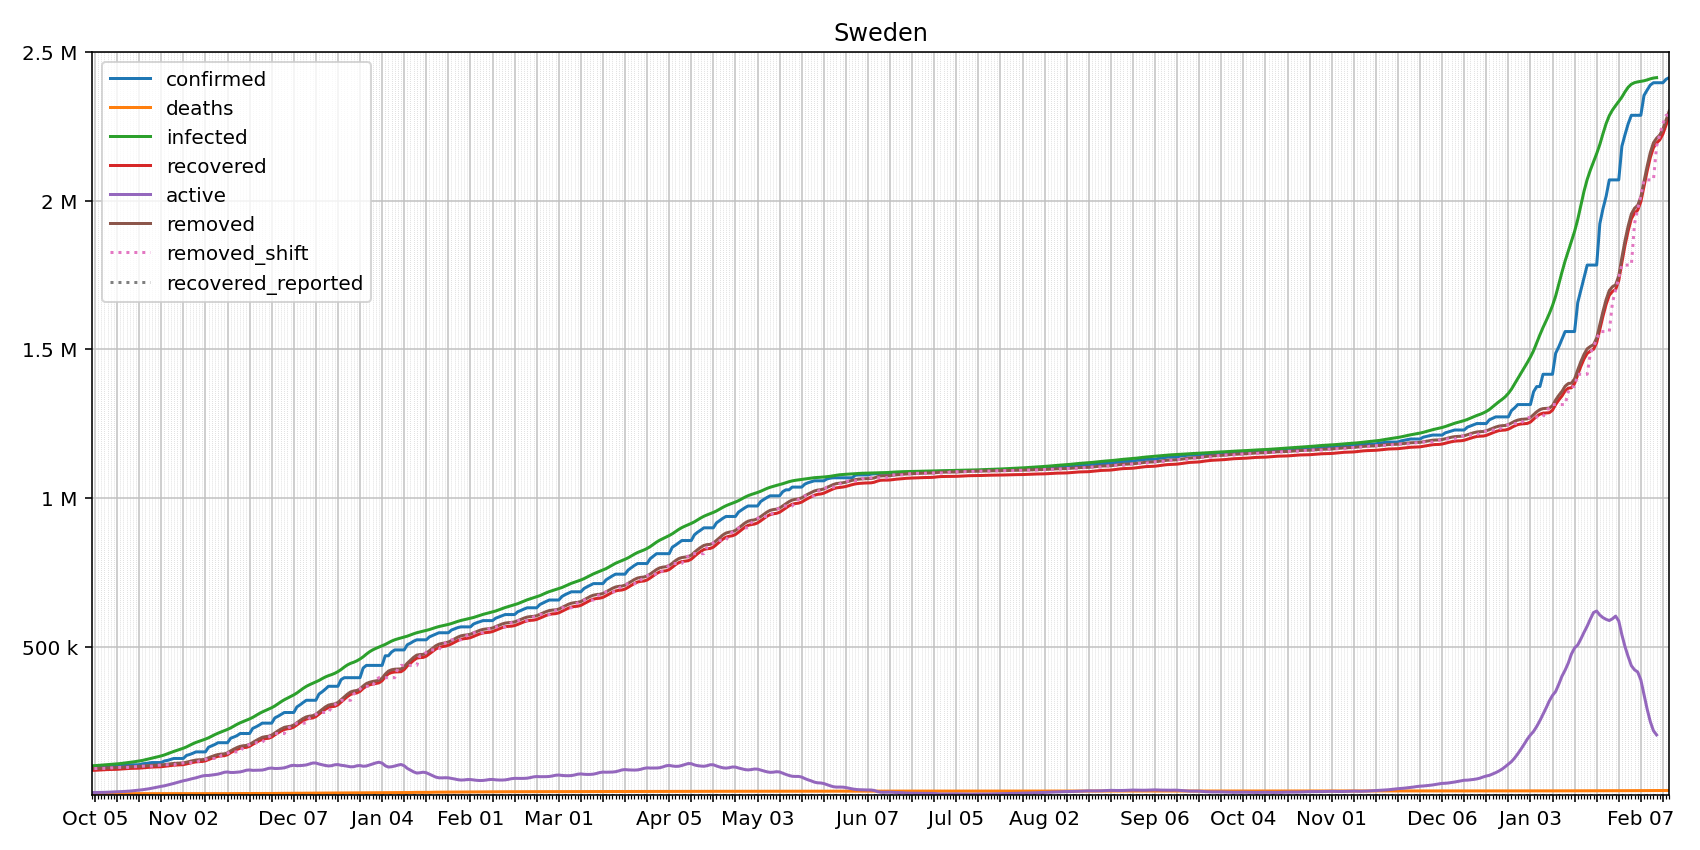 Sweden
2.5 M
2 M
1.5 M
1 M
500 k
confirmed
deaths
infected
recovered
active
removed
removed_shift
recovered_reported
Oct 05 Nov 02 Dec 07 Jan 04 Feb 01 Mar 01 Apr 05 May 03 Jun 07 Jul 05 Aug 02 Sep 06 Oct 04 Nov 01 Dec 06 Jan 03 Feb 07